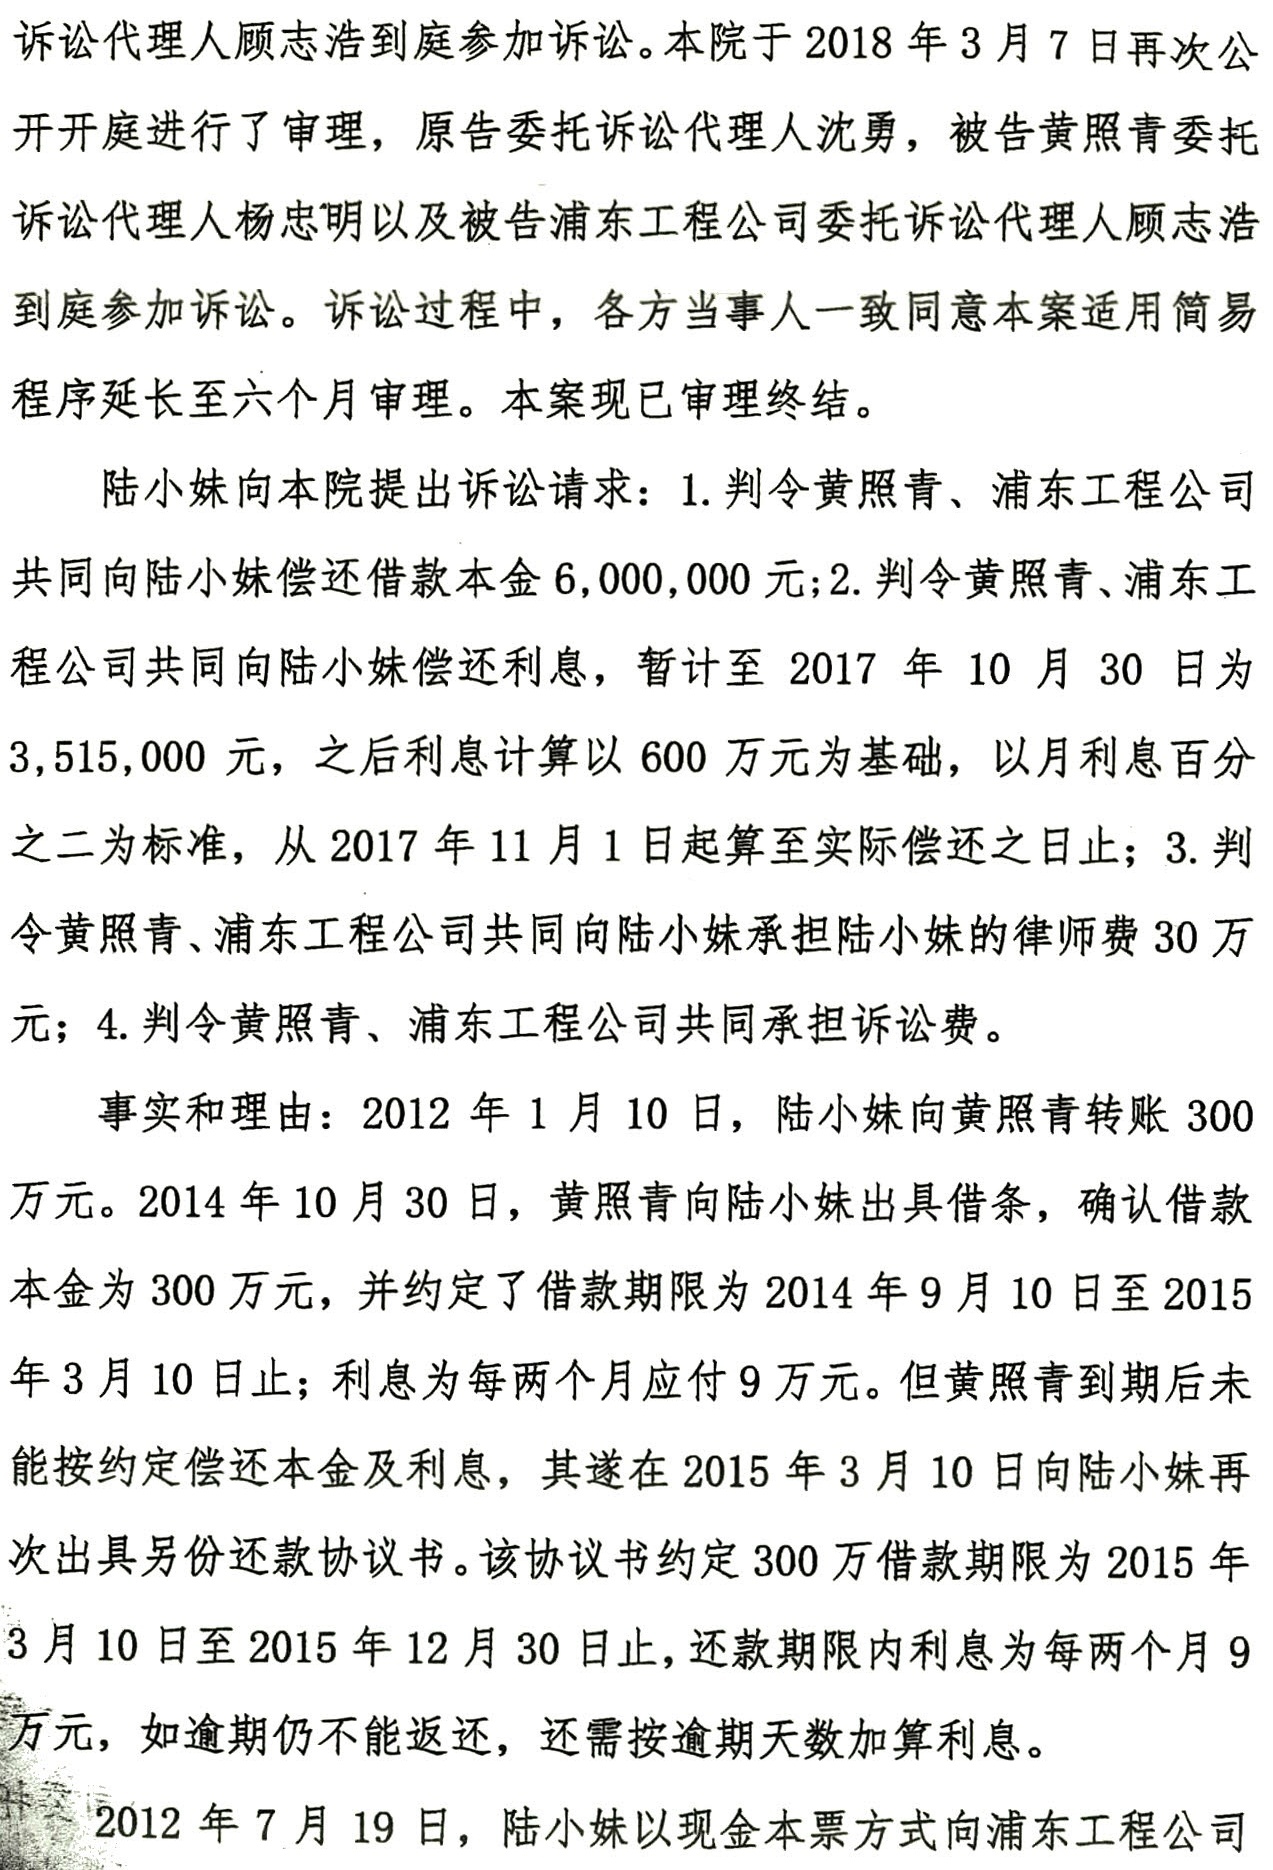 诉讼代理人顾志浩到庭参加诉讼。本院于 2018 年 3 月 7 日再次公
开开庭进行了审理，原告委托诉讼代理人沈勇，被告黄照青委托
诉讼代理人杨忠明以及被告浦东工程公司委托诉讼代理人顾志浩
到庭参加诉讼。诉讼过程中，各方当事人一致同意本案适用简易
程序延长至六个月审理。本案现已审理终结。
陆小妹向本院提出诉讼请求：1. 判令黄照青、浦东工程公司
共同向陆小妹偿还借款本金 6,000,000 元;2. 判令黄照青、浦东工
程公司共同向陆小妹偿还利息，暂计至 2017 年 10 月 30 日为
3,515,000 元，之后利息计算以 600 万元为基础，以月利息百分
之二为标准，从 2017 年 11 月 1 日起算至实际偿还之日止；3. 判
令黄照青、浦东工程公司共同向陆小妹承担陆小妹的律师费 30 万
元；4. 判令黄照青、浦东工程公司共同承担诉讼费。
事实和理由：2012 年 1 月 10 日，陆小妹向黄照青转账 300
万元。2014 年 10 月 30 日，黄照青向陆小妹出具借条，确认借款
本金为 300 万元，并约定了借款期限为 2014 年 9 月 10 日至 2015
年 3 月 10 日止；利息为每两个月应付 9 万元。但黄照青到期后未
能按约定偿还本金及利息，其遂在 2015 年 3 月 10 日向陆小妹再
次出具另份还款协议书。该协议书约定 300 万借款期限为 2015 年
3 月 10 日至 2015 年 12 月 30 日止，还款期限内利息为每两个月 9
万元，如逾期仍不能返还，还需按逾期天数加算利息。
2012 年 7 月 19 日，陆小妹以现金本票方式向浦东工程公司